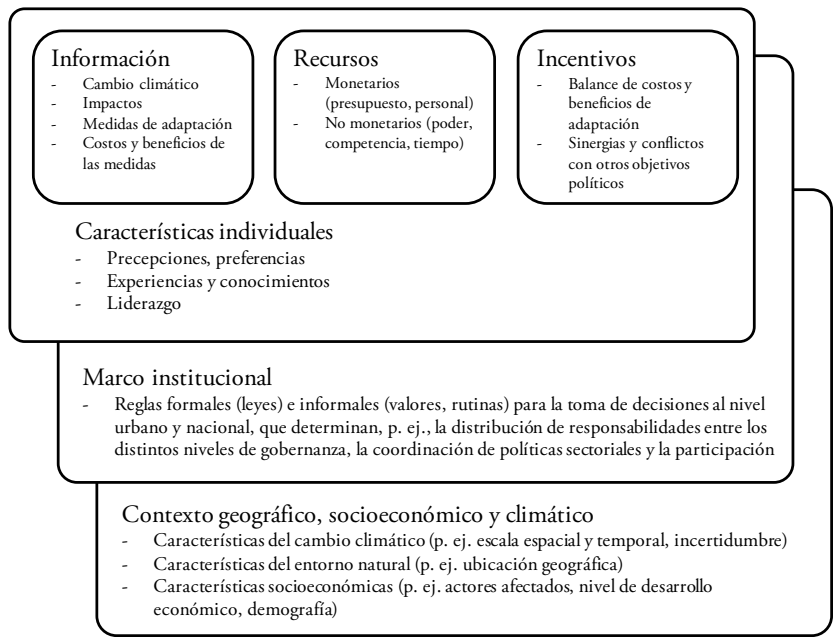 Información
- Cambio climático
- Impactos
- Medidas de adaptación
- Costos y beneficios de
las medidas
Recursos
- Monetarios
(presupuesto, personal)
- No monetarios (poder,
competencia, tiempo)
Incentivos
- Balance de costos y
beneficios de
adaptación
- Sinergias y conflictos
con otros objetivos
políticos
Características individuales
- Precepciones, preferencias
- Experiencias y conocimientos
- Liderazgo
Marco institucional
- Reglas formales (leyes) e informales (valores, rutinas) para la toma de decisiones al nivel
urbano y nacional, que determinan, p. ej., la distribución de responsabilidades entre los
distintos niveles de gobernanza, la coordinación de políticas sectoriales y la participación
Contexto geográfico, socioeconómico y climático
- Características del cambio climático (p. ej. escala espacial y temporal, incertidumbre)
- Características del entorno natural (p. ej. ubicación geográfica)
- Características socioeconómicas (p. ej. actores afectados, nivel de desarrollo
económico, demografía)